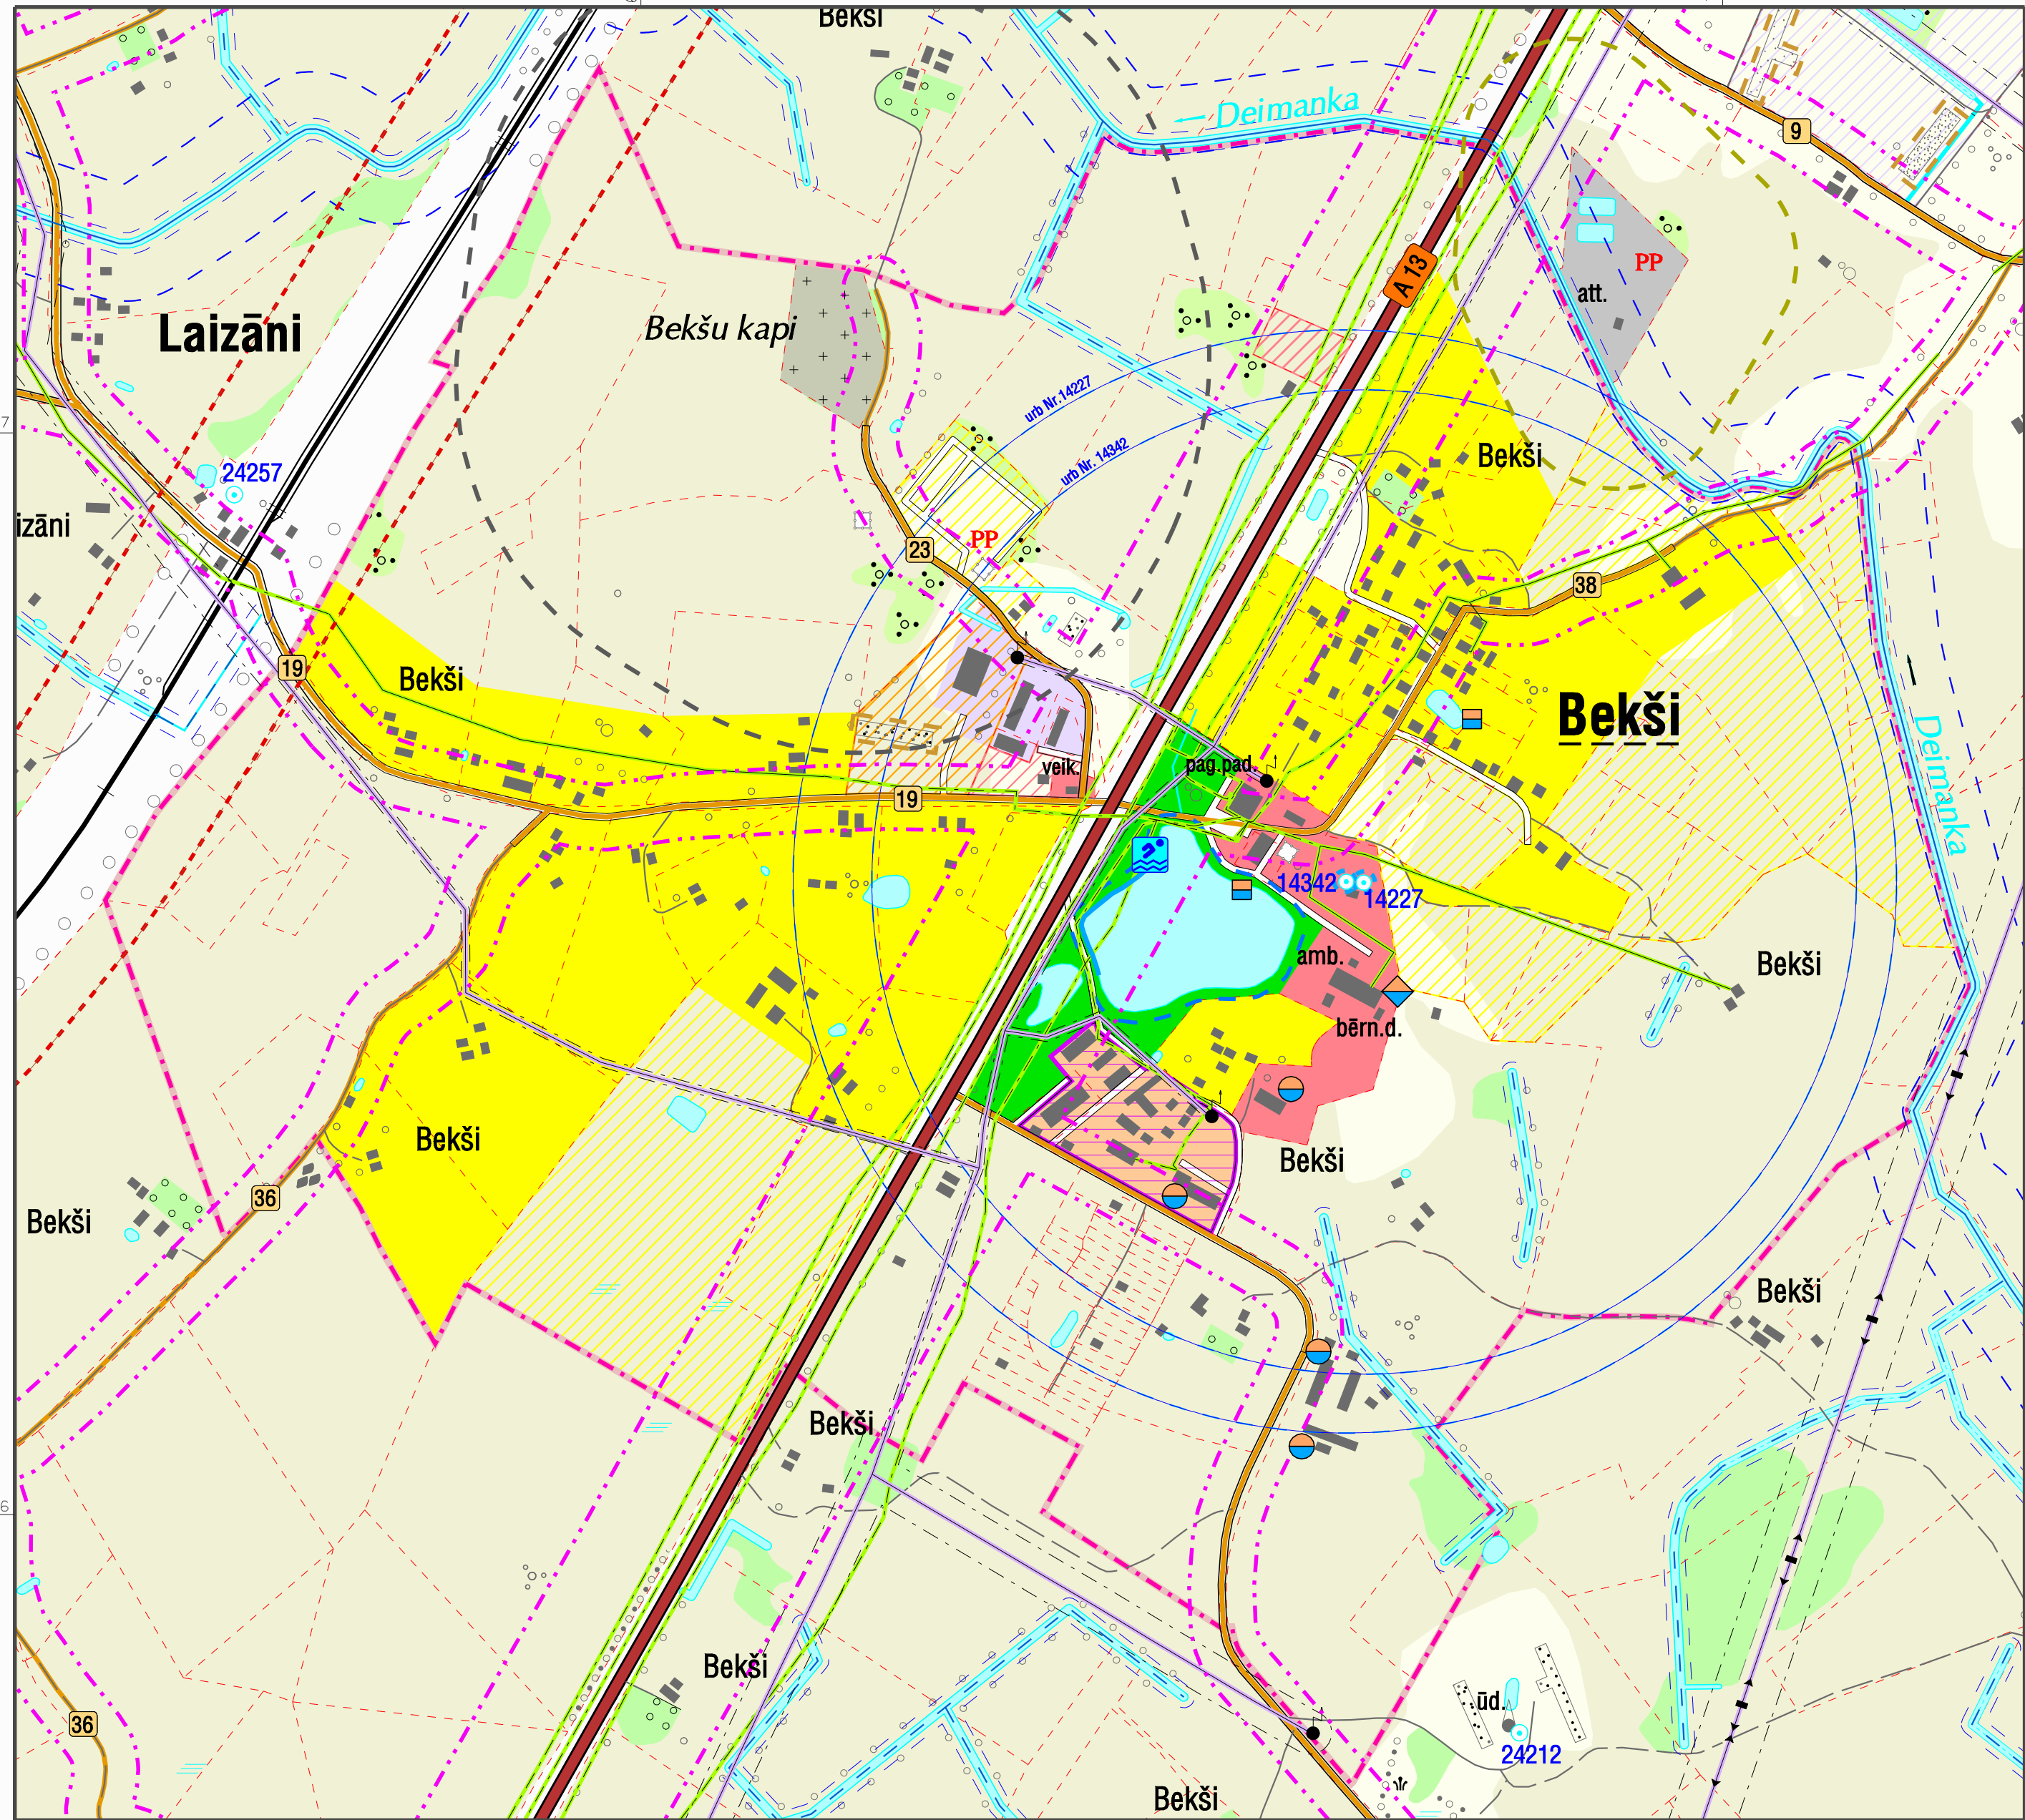 Bekši
Deimanka
9
A 13
PP
att.
Laizāni
Bekšu kapi
urb Nr.14227
urb Nr. 14342
7
24257
Bekši
izāni
23
PP
38
19
Bekši
Bekši
Deimanka
veik.
pag.pad.
19
14342
14227
amb.
Bekši
bērn.d.
Bekši
Bekši
36
Bekši
Bekši
Bekši
6
Bekši
ūd.
36
24212
Bekši